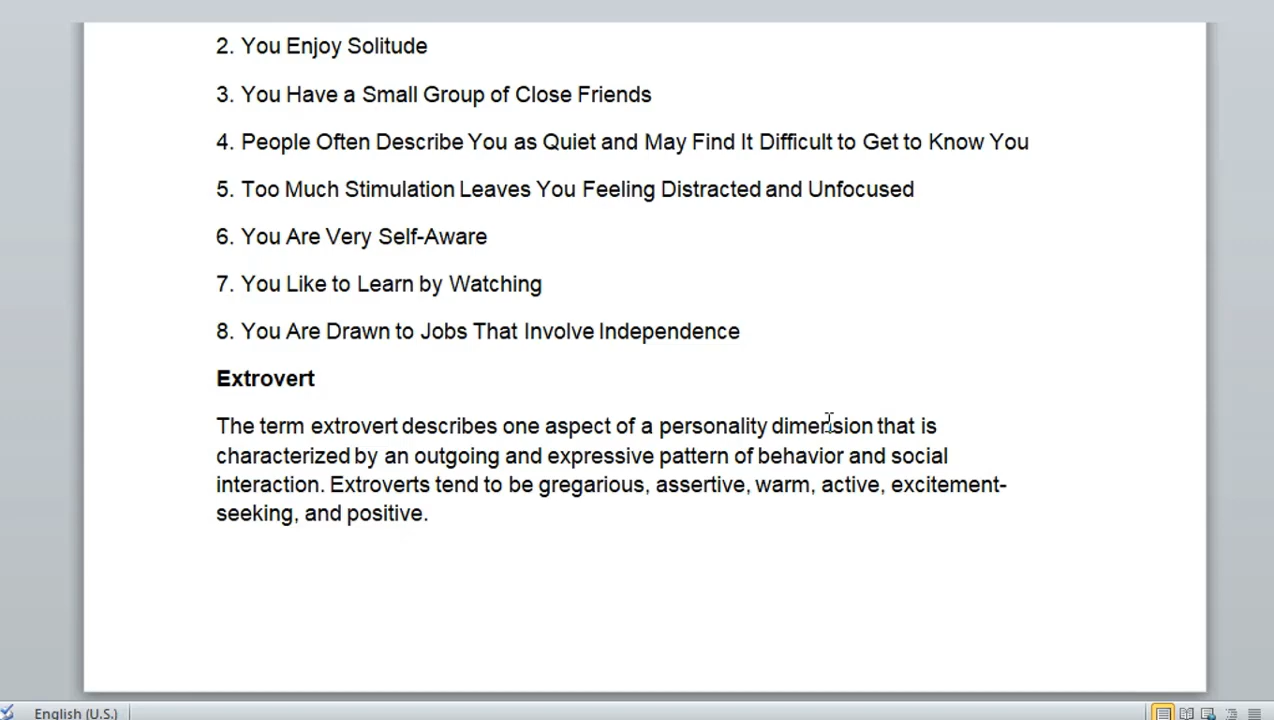 2. You Enjoy Solitude
3. You Have a Small Group of Close Friends
4. People Often Describe You as Quiet and May Find It Difficult to Get to Know You
5. Too Much Stimulation Leaves You Feeling Distracted and Unfocused
6. You Are Very Self-Aware
7. You Like to Learn by Watching
8. You Are Drawn to Jobs That Involve Independence
Extrovert
The term extrovert describes one aspect of a personality dimension that is
characterized by an outgoing and expressive pattern of behavior and social
interaction. Extroverts tend to be gregarious, assertive, warm, active, excitement-
seeking, and positive.
English (U.S.)